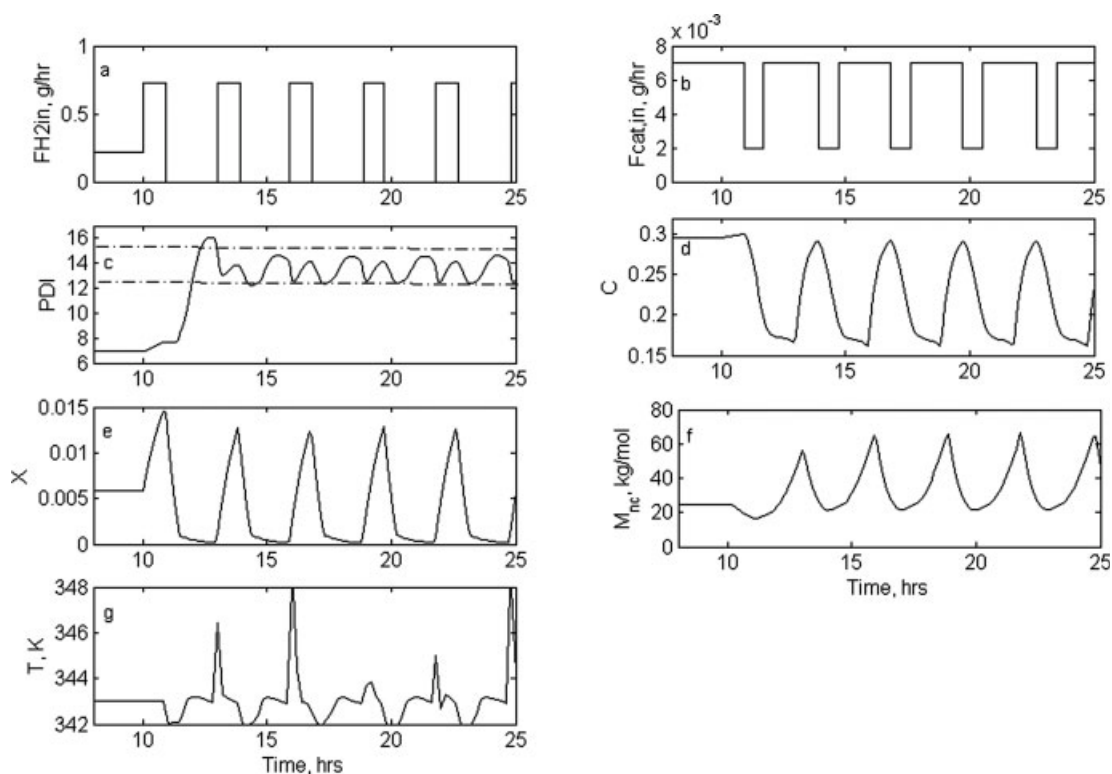 a
FH2in, g/hr
1
0.5
0
10 15 20 25
x 10⁻³
b
Fcat,in, g/hr
8
6
4
2
0
10 15 20 25
c
PDI
16
14
12
10
8
6
10 15 20 25
d
C
0.3
0.25
0.2
0.15
10 15 20 25
e
X
0.015
0.01
0.005
0
10 15 20 25
f
Mnc, kg/mol
80
60
40
20
0
10 15 20 25
Time, hrs
g
T, K
348
346
344
343
342
10 15 20 25
Time, hrs